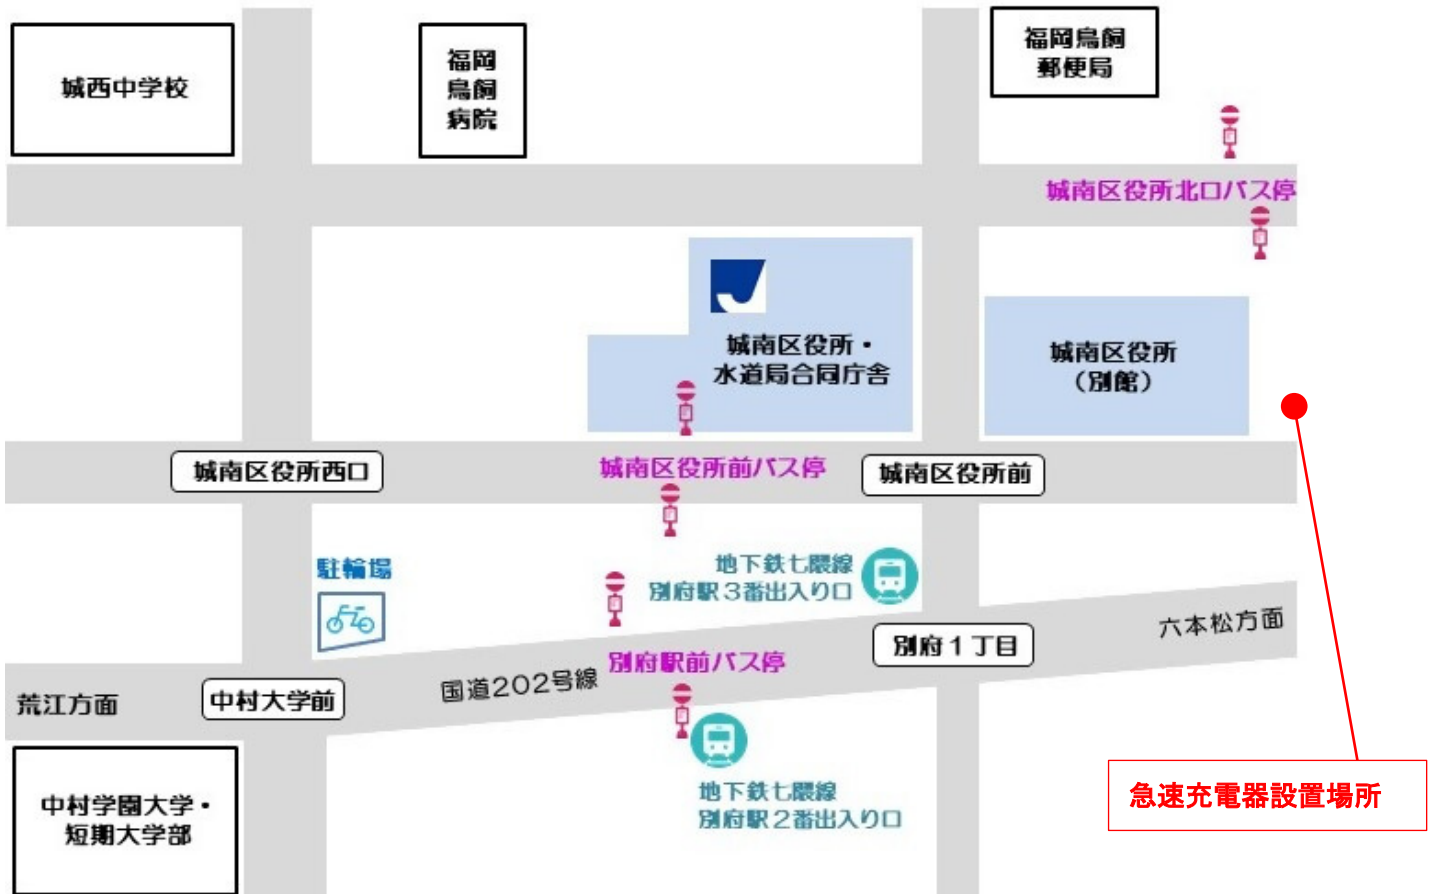 城西中学校
福岡
鳥飼
病院
福岡鳥飼
郵便局
城南区役所北口バス停
城南区役所・
水道局合同庁舎
城南区役所
（別館）
城南区役所西口
城南区役所前バス停
城南区役所前
駐輪場
地下鉄七隈線
別府駅３番出入り口
別府１丁目
六本松方面
別府駅前バス停
国道202号線
荒江方面
中村大学前
中村学園大学・
短期大学部
地下鉄七隈線
別府駅２番出入り口
急速充電器設置場所